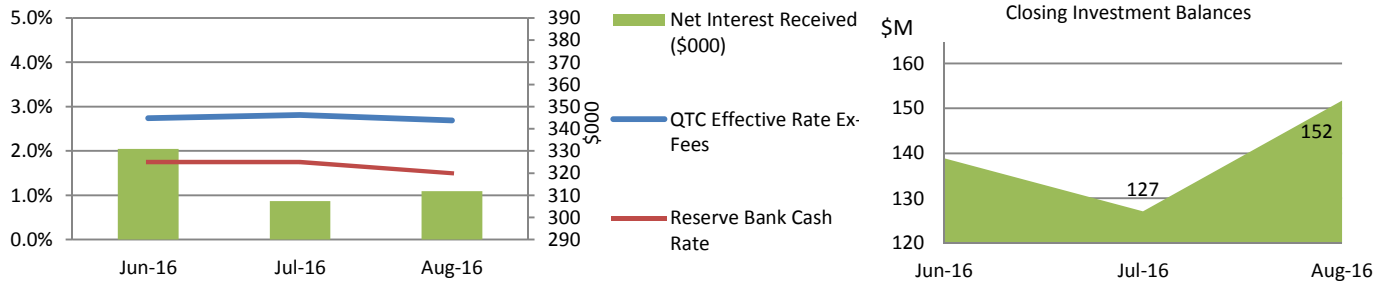 5.0%
4.0%
3.0%
2.0%
1.0%
0.0%
Jun-16
Jul-16
Aug-16
390
380
370
360
350
340
330
320
310
300
290
$000
Net Interest Received
($000)
QTC Effective Rate Ex-
Fees
Reserve Bank Cash
Rate
Closing Investment Balances
$M
160
150
140
130
120
127
152
Jun-16
Jul-16
Aug-16